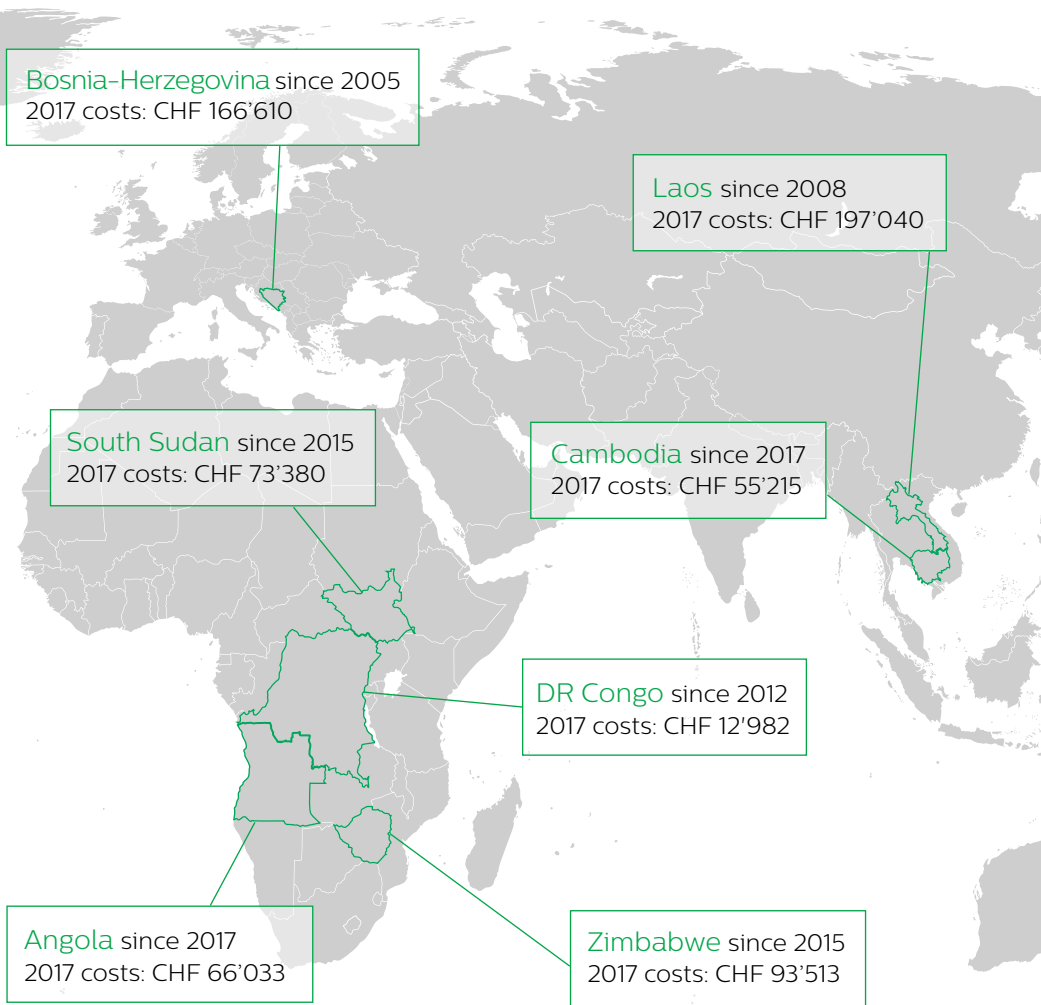 Bosnia-Herzegovina since 2005
2017 costs: CHF 166’610
Laos since 2008
2017 costs: CHF 197’040
South Sudan since 2015
2017 costs: CHF 73’380
Cambodia since 2017
2017 costs: CHF 55’215
DR Congo since 2012
2017 costs: CHF 12'982
Angola since 2017
2017 costs: CHF 66’033
Zimbabwe since 2015
2017 costs: CHF 93’513